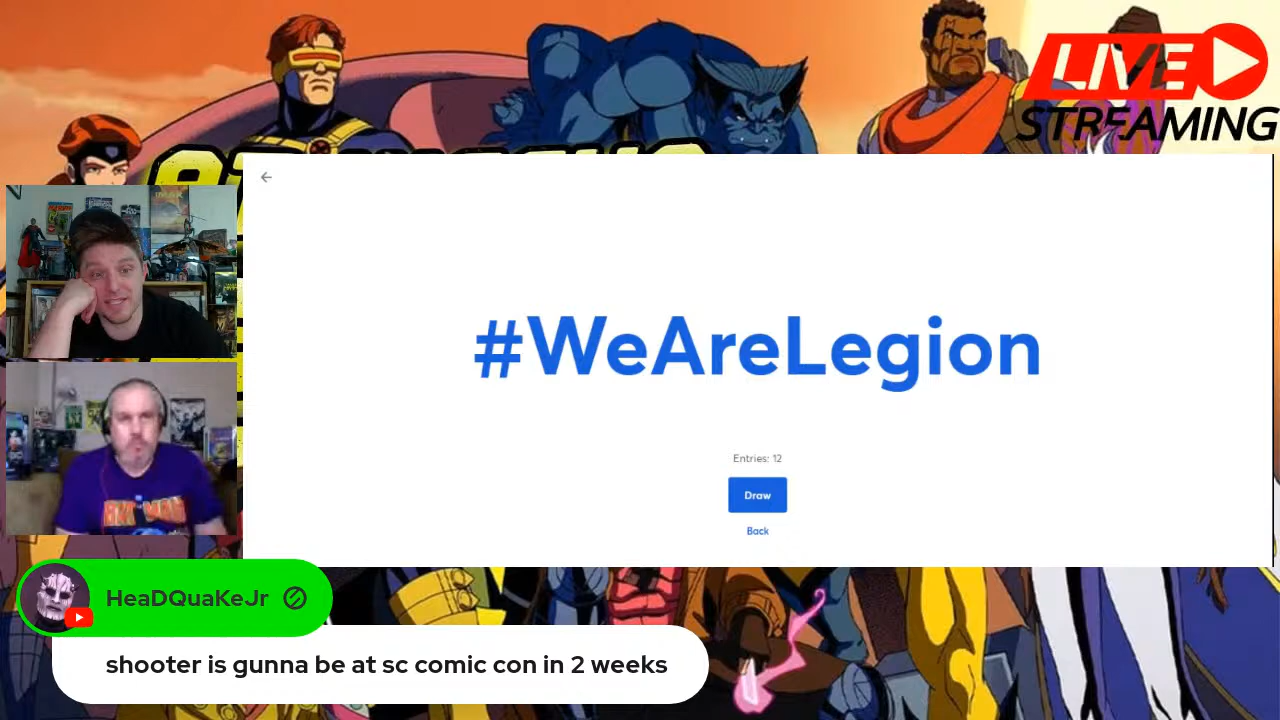 LIVE
STREAMING
#WeAreLegion
Entries: 12
Draw
Back
HeaDQuaKeJr
shooter is gunna be at sc comic con in 2 weeks